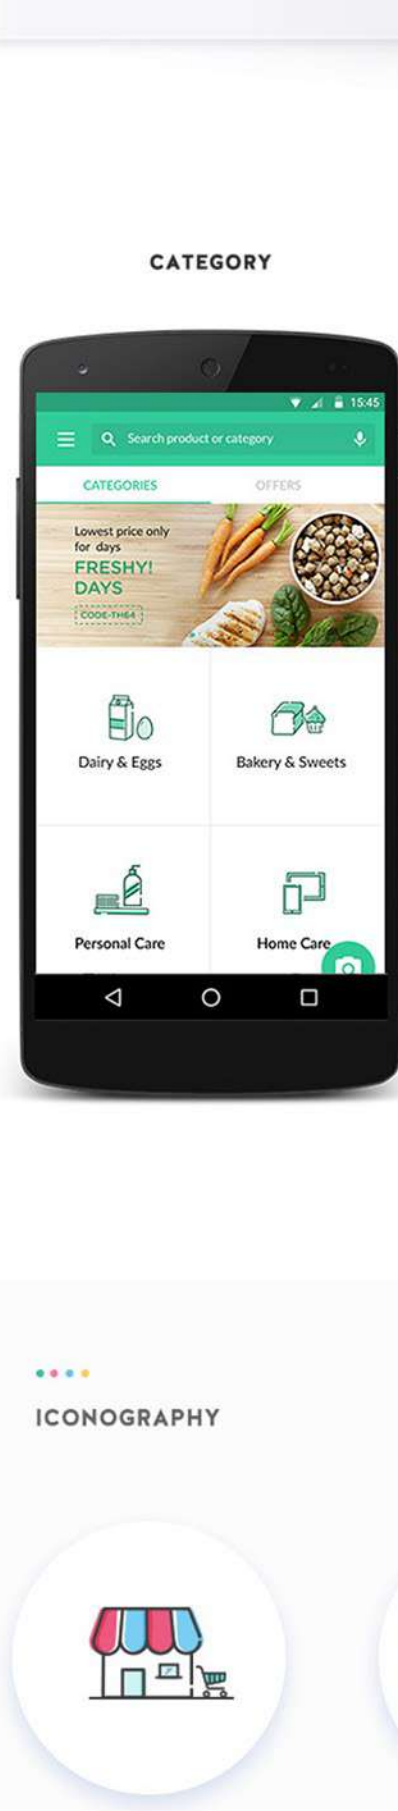 CATEGORY
15:45
Search product or category
CATEGORIES
OFFERS
Lowest price only
for days
FRESHY!
DAYS
CODE-TH64
Dairy & Eggs
Bakery & Sweets
Personal Care
Home Care
ICONOGRAPHY